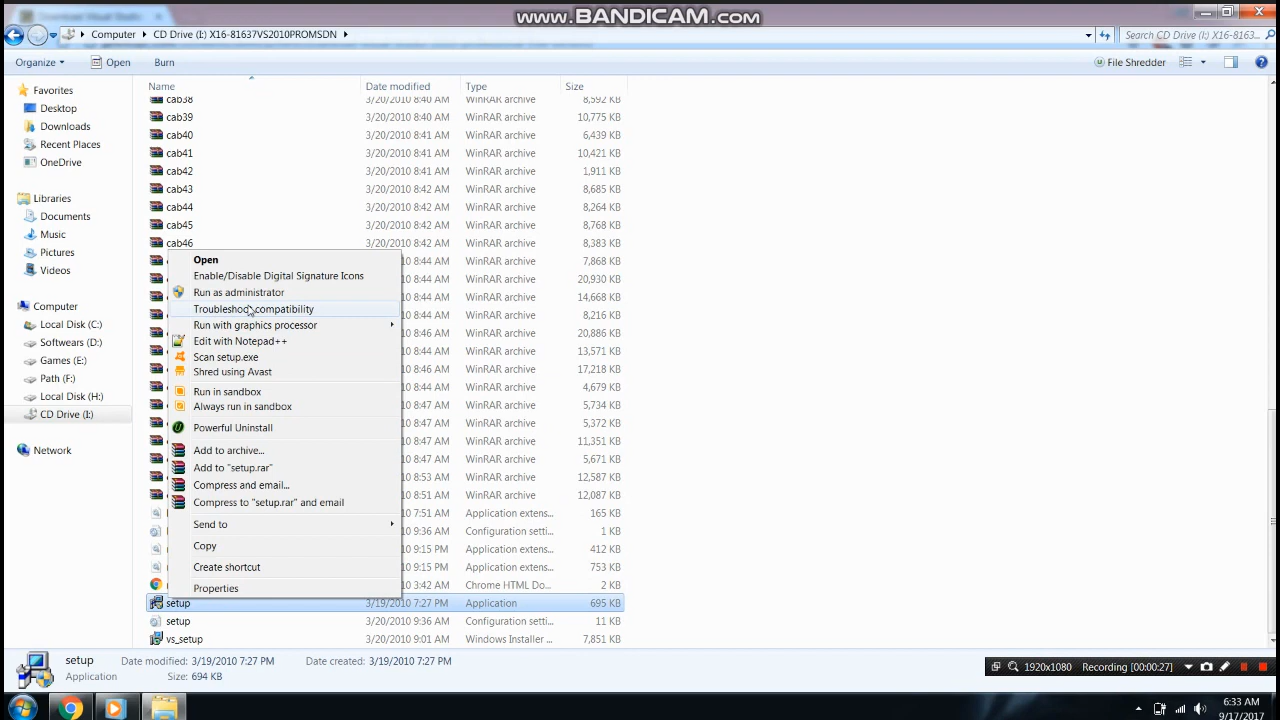 www.BANDICAM.com
Computer ▸ CD Drive (I:) X16-81637VS2010PROMSDN ▸
Search CD Drive (I:) X16-8163...
Organize ▾ Open Burn File Shredder
Favorites
Desktop
Downloads
Recent Places
OneDrive
Libraries
Documents
Music
Pictures
Videos
Computer
Local Disk (C:)
Softwears (D:)
Games (E:)
Path (F:)
Local Disk (H:)
CD Drive (I:)
Network
Name Date modified Type Size
cab38 3/20/2010 8:40 AM WinRAR archive 8,592 KB
cab39 3/20/2010 8:40 AM WinRAR archive 10,775 KB
cab40 3/20/2010 8:41 AM WinRAR archive 6,439 KB
cab41 3/20/2010 8:41 AM WinRAR archive 10,421 KB
cab42 3/20/2010 8:41 AM WinRAR archive 1,911 KB
cab43 3/20/2010 8:42 AM WinRAR archive 8,685 KB
cab44 3/20/2010 8:42 AM WinRAR archive 8,264 KB
cab45 3/20/2010 8:42 AM WinRAR archive 8,768 KB
cab46 3/20/2010 8:42 AM WinRAR archive 8,383 KB
10 8:44 AM WinRAR archive 7,868 KB
10 8:44 AM WinRAR archive 20,930 KB
10 8:44 AM WinRAR archive 14,668 KB
10 8:44 AM WinRAR archive 8,216 KB
10 8:44 AM WinRAR archive 20,886 KB
10 8:44 AM WinRAR archive 13,571 KB
10 8:46 AM WinRAR archive 17,218 KB
10 8:44 AM WinRAR archive 4,679 KB
10 8:47 AM WinRAR archive 5,734 KB
10 8:47 AM WinRAR archive 5,372 KB
10 8:47 AM WinRAR archive 11,351 KB
10 8:47 AM WinRAR archive 5,671 KB
10 8:53 AM WinRAR archive 12,587 KB
10 8:51 AM WinRAR archive 12,087 KB
10 7:51 AM Application extens... 165 KB
10 9:36 AM Configuration setti... 1 KB
10 9:15 PM Application extens... 412 KB
10 9:15 PM Application extens... 753 KB
10 3:42 AM Chrome HTML Do... 2 KB
setup 3/19/2010 7:27 PM Application 695 KB
setup 3/20/2010 9:36 AM Configuration setti... 11 KB
vs_setup 3/20/2010 9:01 AM Windows Installer ... 7,851 KB
Open
Enable/Disable Digital Signature Icons
Run as administrator
Troubleshoot compatibility
Run with graphics processor
Edit with Notepad++
Scan setup.exe
Shred using Avast
Run in sandbox
Always run in sandbox
Powerful Uninstall
Add to archive...
Add to "setup.rar"
Compress and email...
Compress to "setup.rar" and email
Send to
Copy
Create shortcut
Properties
setup Date modified: 3/19/2010 7:27 PM Date created: 3/19/2010 7:27 PM
Application Size: 694 KB
1920x1080 Recording [00:00:27]
6:33 AM
9/17/2017